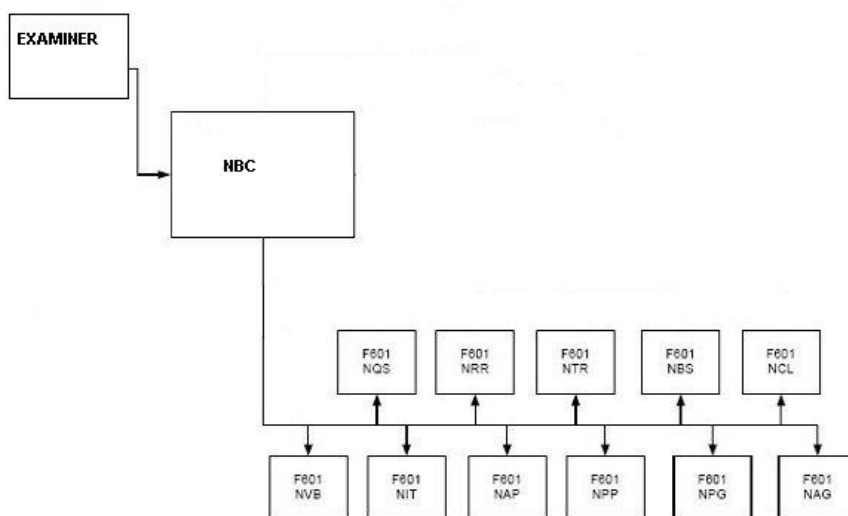 EXAMINER
NBC
F601
NQS
F601
NRR
F601
NTR
F601
NBS
F601
NCL
F601
NVB
F601
NIT
F601
NAP
F601
NPP
F601
NPG
F601
NAG